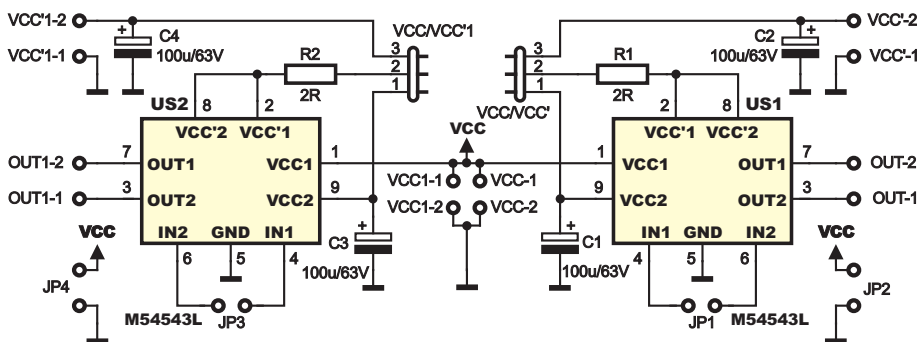 VCC'1-2
VCC'1-1
C4
100u/63V
VCC/VCC'1
3
2
1
R2
2R
US2
8
2
VCC'2
VCC'1
OUT1-2
7
OUT1
VCC1
1
OUT1-1
3
OUT2
VCC2
9
IN2
GND
IN1
6
5
4
VCC
JP4
M54543L
JP3
C3
100u/63V
VCC
VCC1-1
VCC-1
VCC1-2
VCC-2
3
2
1
VCC/VCC'
R1
2R
C2
100u/63V
VCC'-2
VCC'-1
US1
2
8
VCC'1
VCC'2
1
VCC1
OUT1
7
OUT-2
9
VCC2
OUT2
3
OUT-1
IN1
GND
IN2
4
5
6
C1
100u/63V
VCC
JP2
JP1
M54543L